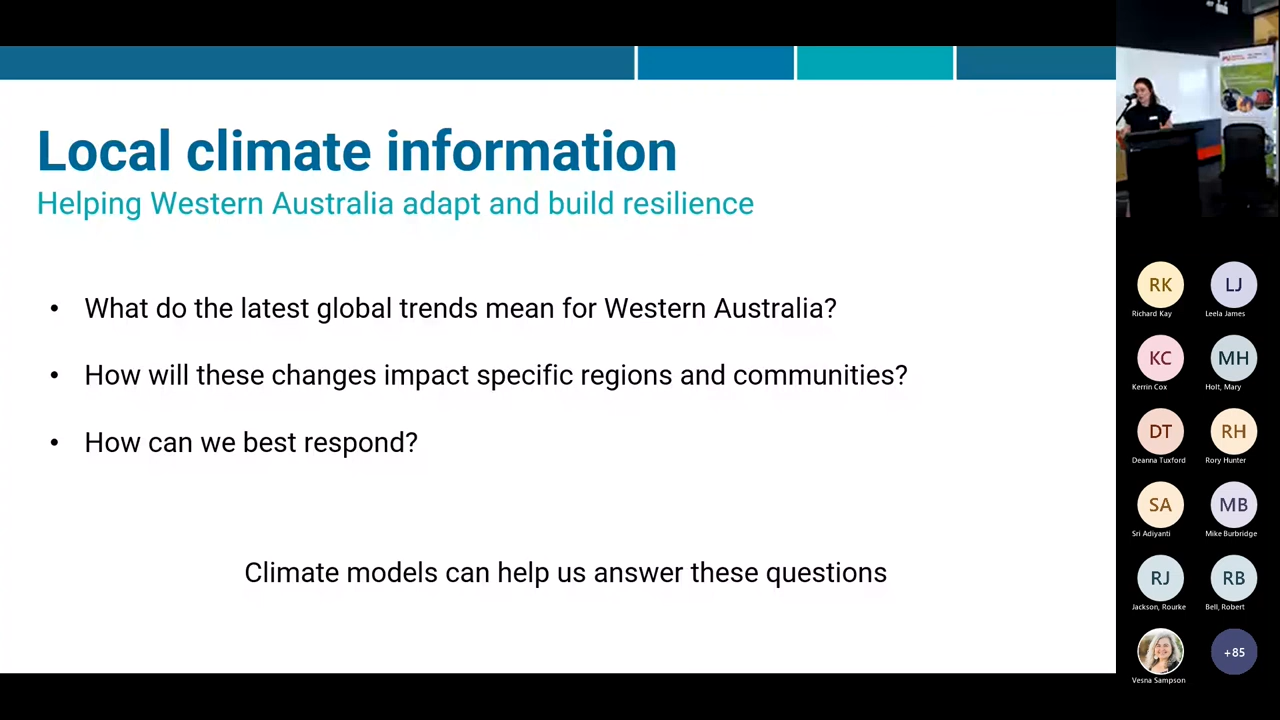 Local climate information
Helping Western Australia adapt and build resilience
• What do the latest global trends mean for Western Australia?
• How will these changes impact specific regions and communities?
• How can we best respond?
Climate models can help us answer these questions
RK
Richard Kay
LJ
Leela James
KC
Kerrin Cox
MH
Holt, Mary
DT
Deanna Tuxford
RH
Rory Hunter
SA
Sri Adiyanti
MB
Mike Burbridge
RJ
Jackson, Rourke
RB
Bell, Robert
Vesna Sampson
+85